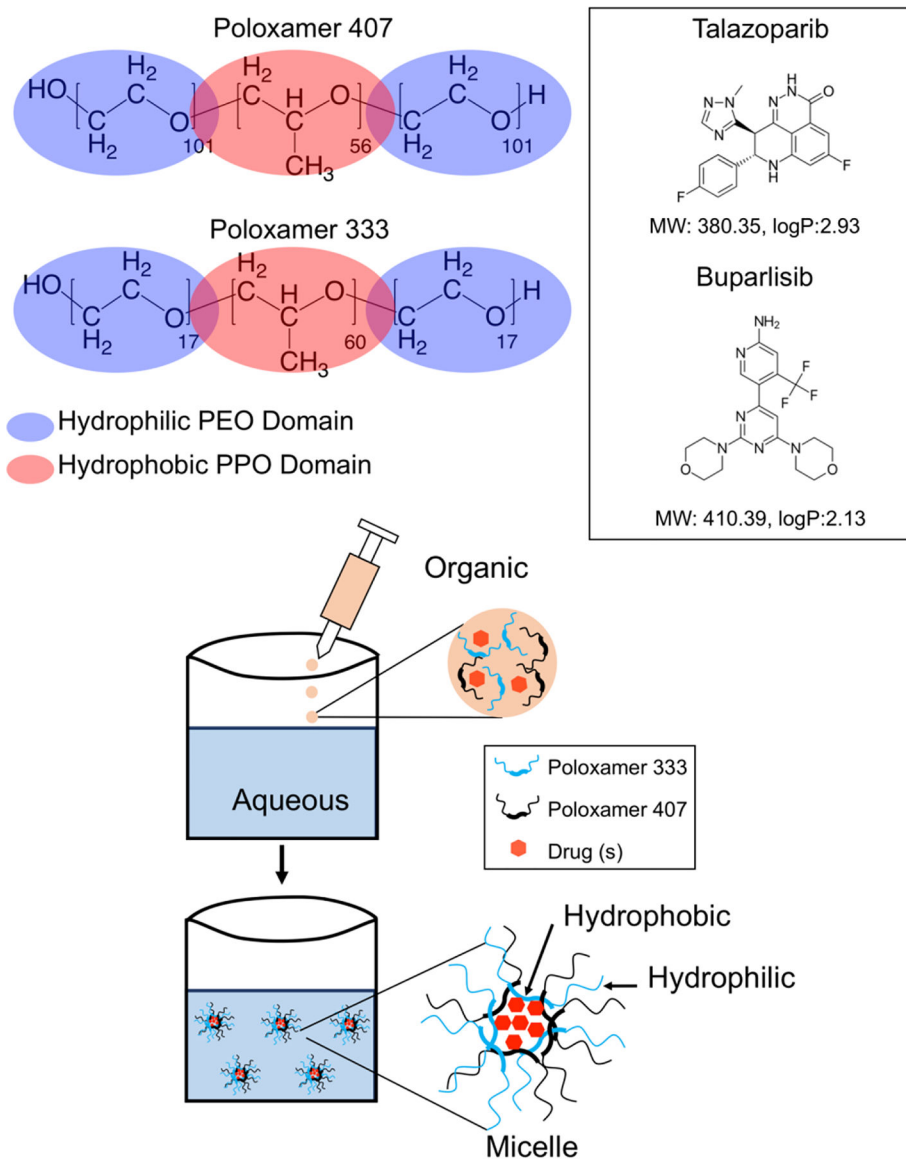 Poloxamer 407
H₂
C
HO
C
H₂
O
101
H₂
C
H
C
O
CH₃
56
H₂
C
C
H₂
O
H
101
Poloxamer 333
H₂
C
HO
C
H₂
O
17
H₂
C
H
C
O
CH₃
60
H₂
C
C
H₂
O
H
17
Hydrophilic PEO Domain
Hydrophobic PPO Domain
Talazoparib
N
N
N
N
H
N
O
F
N
H
F
MW: 380.35, logP:2.93
Buparlisib
NH₂
N
F
F
F
N
N
N
N
O
O
MW: 410.39, logP:2.13
Organic
Aqueous
Poloxamer 333
Poloxamer 407
Drug (s)
Hydrophobic
Hydrophilic
Micelle